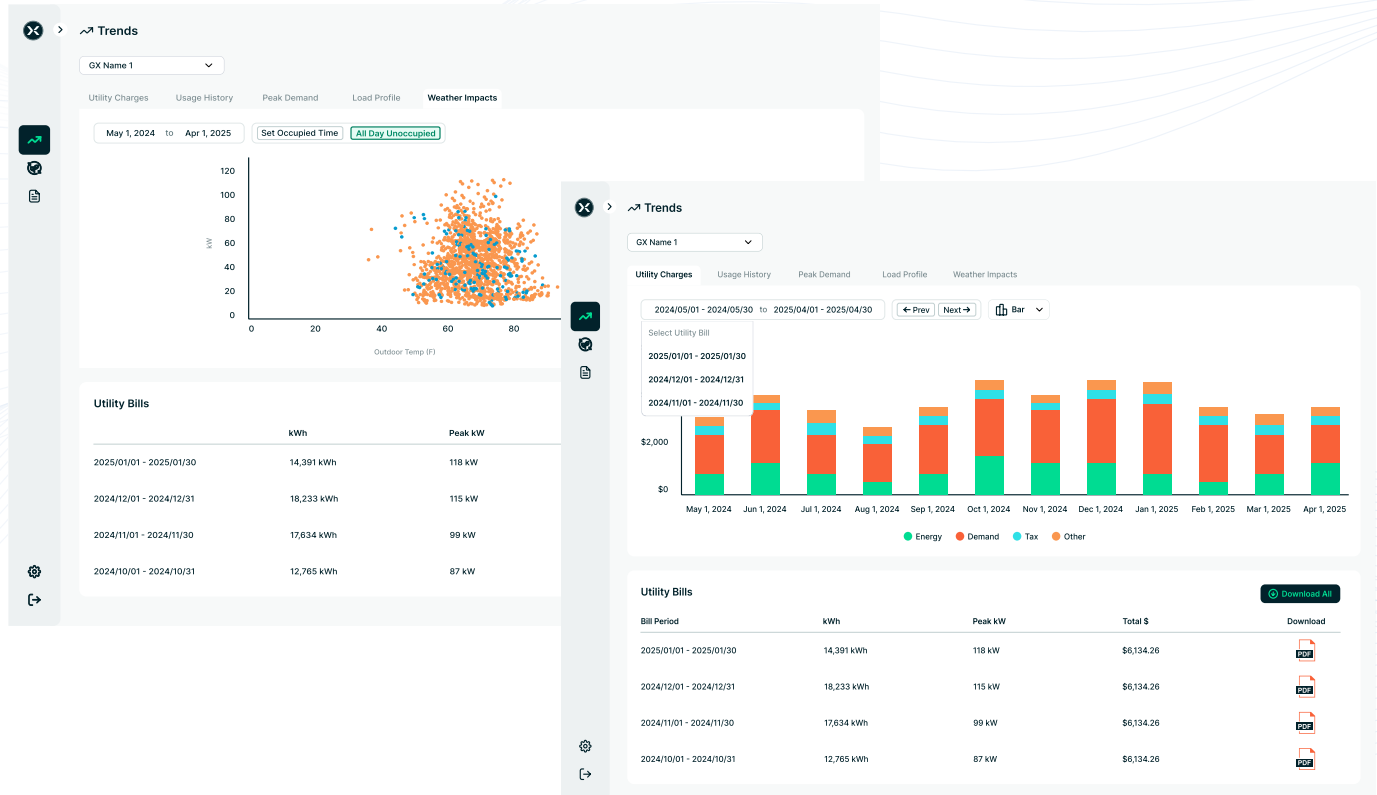 Trends
GX Name 1
Utility Charges Usage History Peak Demand Load Profile Weather Impacts
May 1, 2024 to Apr 1, 2025 Set Occupied Time All Day Unoccupied
120
100
80
60
40
20
0
kW
0 20 40 60 80
Outdoor Temp (F)
Utility Bills
kWh Peak kW
2025/01/01 - 2025/01/30 14,391 kWh 118 kW
2024/12/01 - 2024/12/31 18,233 kWh 115 kW
2024/11/01 - 2024/11/30 17,634 kWh 99 kW
2024/10/01 - 2024/10/31 12,765 kWh 87 kW
Trends
GX Name 1
Utility Charges Usage History Peak Demand Load Profile Weather Impacts
2024/05/01 - 2024/05/30 to 2025/04/01 - 2025/04/30 Prev Next Bar
Select Utility Bill
2025/01/01 - 2025/01/30
2024/12/01 - 2024/12/31
2024/11/01 - 2024/11/30
$2,000
$0
May 1, 2024 Jun 1, 2024 Jul 1, 2024 Aug 1, 2024 Sep 1, 2024 Oct 1, 2024 Nov 1, 2024 Dec 1, 2024 Jan 1, 2025 Feb 1, 2025 Mar 1, 2025 Apr 1, 2025
Energy Demand Tax Other
Utility Bills Download All
Bill Period kWh Peak kW Total $ Download
2025/01/01 - 2025/01/30 14,391 kWh 118 kW $6,134.26 PDF
2024/12/01 - 2024/12/31 18,233 kWh 115 kW $6,134.26 PDF
2024/11/01 - 2024/11/30 17,634 kWh 99 kW $6,134.26 PDF
2024/10/01 - 2024/10/31 12,765 kWh 87 kW $6,134.26 PDF